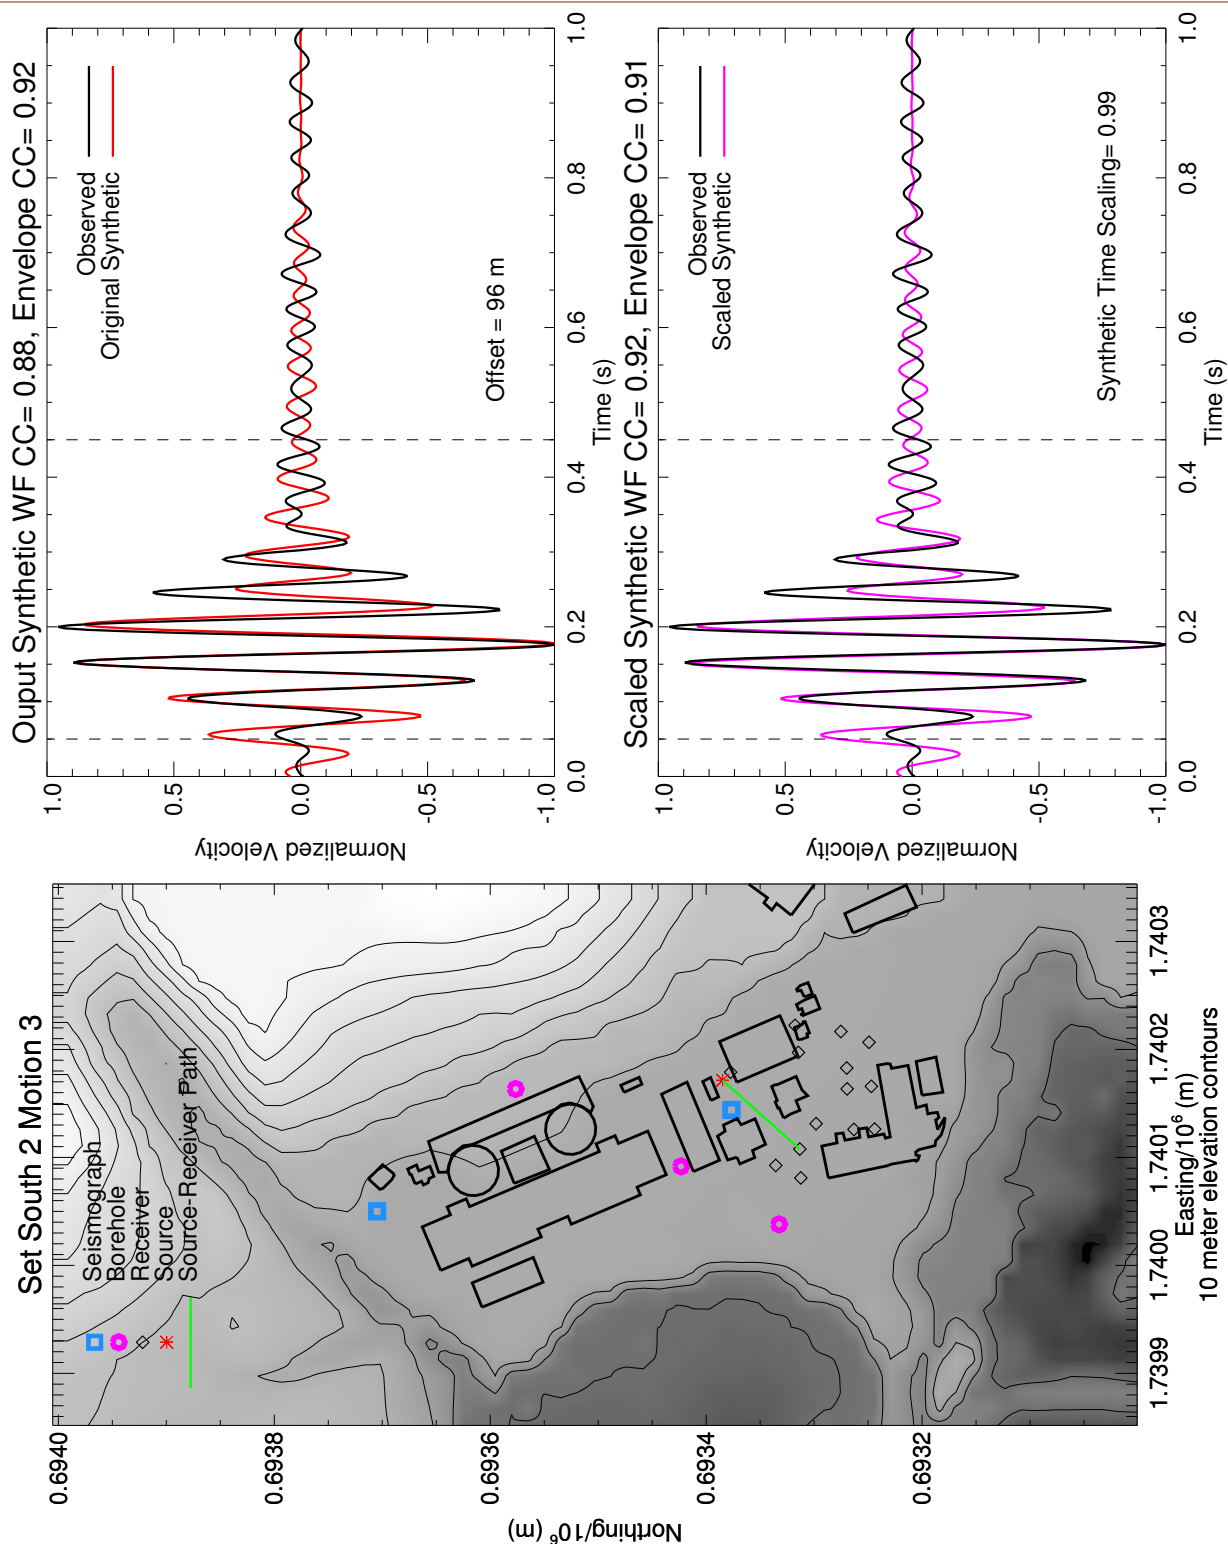 Set South 2 Motion 3
Seismograph
Borehole
Receiver
Source
Source-Receiver Path
0.6940
0.6938
0.6936
0.6934
0.6932
Northing/10⁶ (m)
1.7399
1.7400
1.7401
1.7402
1.7403
Easting/10⁶ (m)
10 meter elevation contours
Ouput Synthetic WF CC= 0.88, Envelope CC= 0.92
Observed
Original Synthetic
Offset = 96 m
1.0
0.5
0.0
-0.5
-1.0
Normalized Velocity
0.0
0.2
0.4
0.6
0.8
1.0
Time (s)
Scaled Synthetic WF CC= 0.92, Envelope CC= 0.91
Observed
Scaled Synthetic
Synthetic Time Scaling= 0.99
1.0
0.5
0.0
-0.5
-1.0
Normalized Velocity
0.0
0.2
0.4
0.6
0.8
1.0
Time (s)